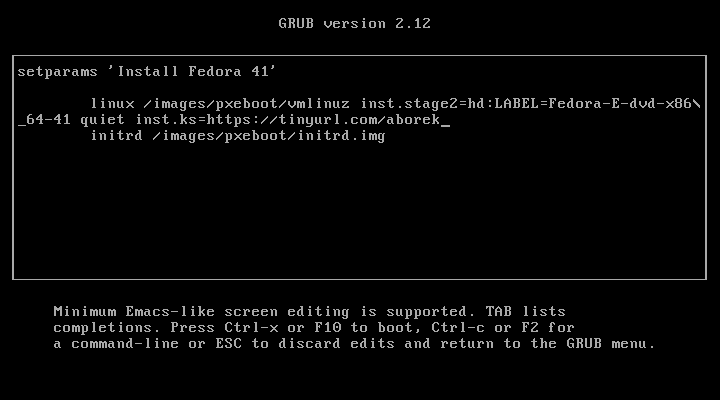 GRUB version 2.12
setparams 'Install Fedora 41'
linux /images/pxeboot/vmlinuz inst.stage2=hd:LABEL=Fedora-E-dvd-x86\
_64-41 quiet inst.ks=https://tinyurl.com/aborek_
initrd /images/pxeboot/initrd.img
Minimum Emacs-like screen editing is supported. TAB lists
completions. Press Ctrl-x or F10 to boot, Ctrl-c or F2 for
a command-line or ESC to discard edits and return to the GRUB menu.